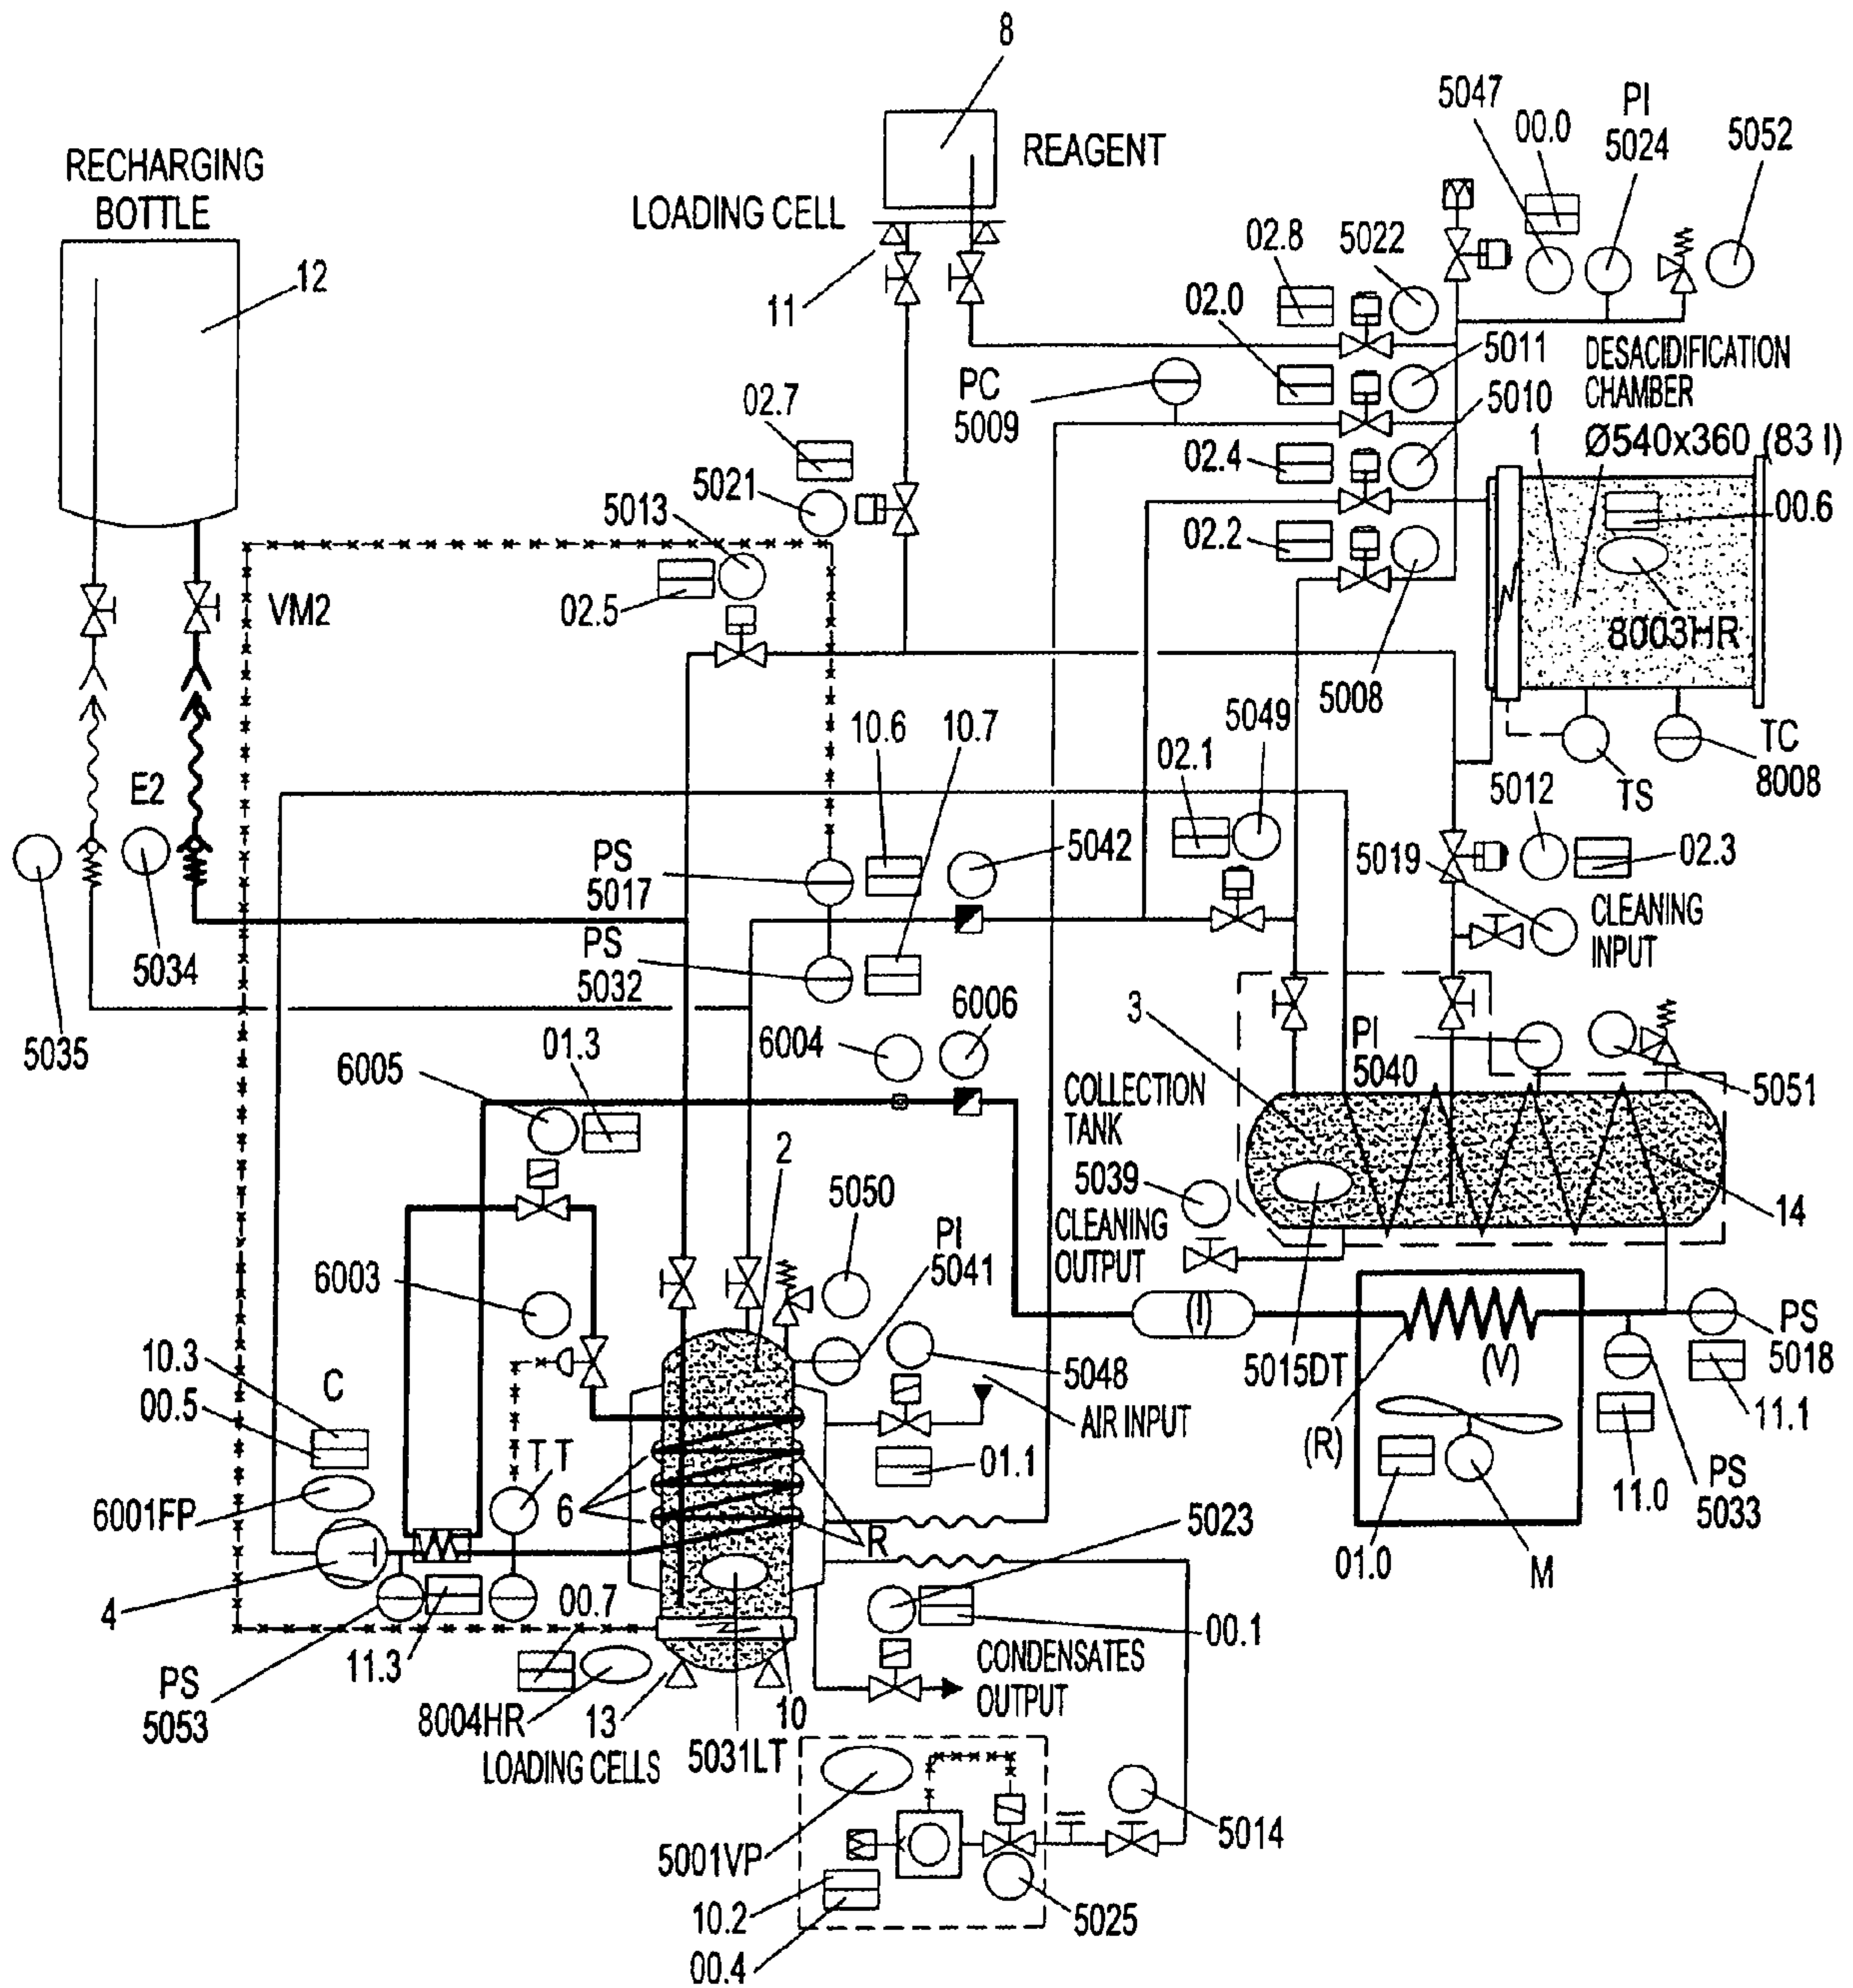 8
RECHARGING
BOTTLE
REAGENT
LOADING CELL
5047
00.0
PI
5024
5052
12
11
02.8
5022
02.0
5011
DESACIDIFICATION
CHAMBER
PC
5009
5010
02.7
02.4
1
Ø540x360 (83 l)
5021
5013
00.6
02.2
VM2
02.5
8003HR
5008
10.6
10.7
5049
02.1
TC
8008
E2
TS
5012
5042
PS
5017
5019
02.3
CLEANING
INPUT
PS
5032
5034
6006
5035
01.3
6004
3
PI
5040
6005
COLLECTION
TANK
5051
2
5039
CLEANING
OUTPUT
14
5050
PI
5041
6003
(I)
PS
5018
10.3
C
5048
5015DT
(V)
00.5
AIR INPUT
(R)
11.1
TT
01.1
6001FP
6
R
5023
11.0
PS
5033
4
01.0
M
00.7
00.1
11.3
CONDENSATES
OUTPUT
PS
5053
8004HR
13
10
LOADING CELLS
5031LT
5001VP
5014
10.2
5025
00.4